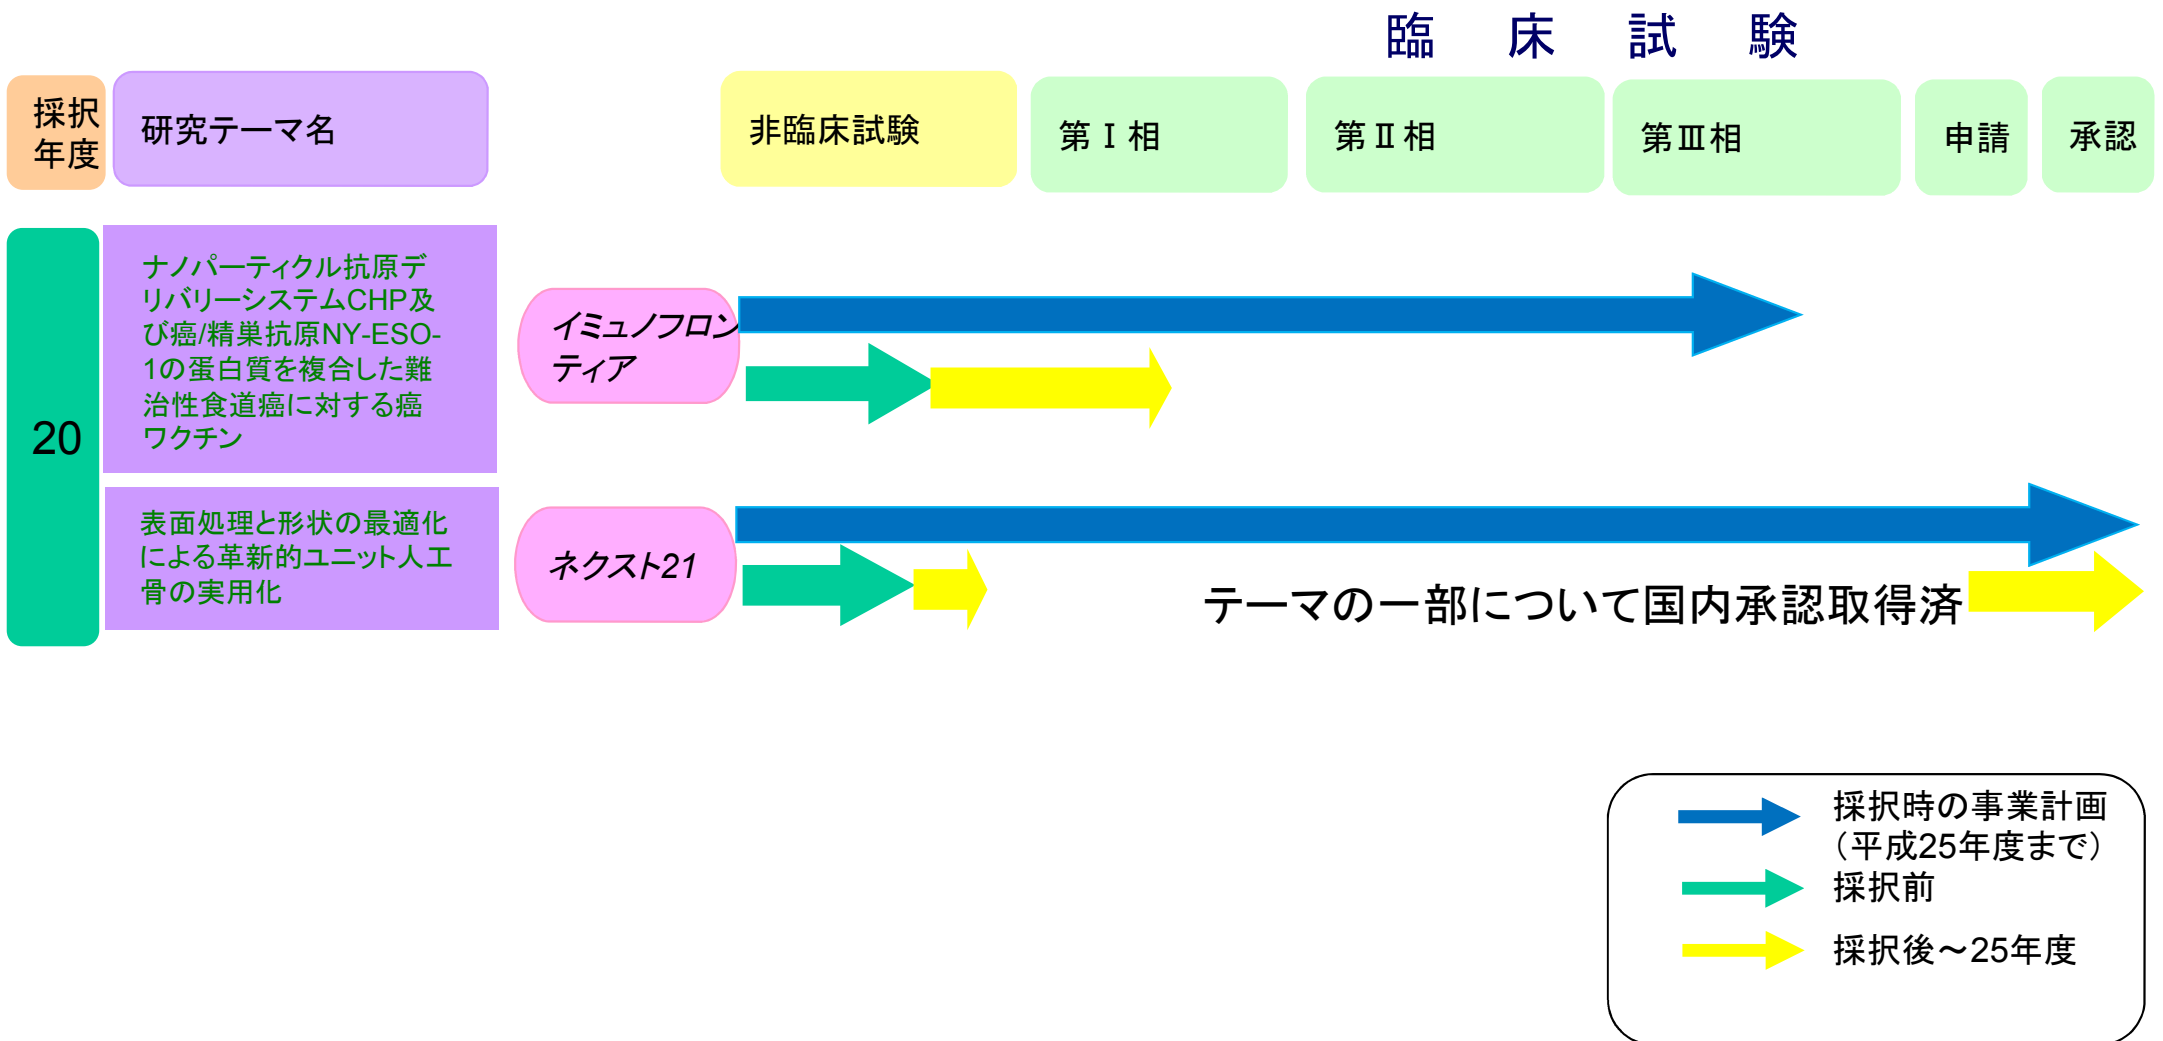 臨床試験
採択
年度
研究テーマ名
非臨床試験
第Ⅰ相
第Ⅱ相
第Ⅲ相
申請
承認
20
ナノパーティクル抗原デ
リバリーシステムCHP及
び癌/精巣抗原NY-ESO-
1の蛋白質を複合した難
治性食道癌に対する癌
ワクチン
イミュノフロン
ティア
表面処理と形状の最適化
による革新的ユニット人工
骨の実用化
ネクスト21
テーマの一部について国内承認取得済
採択時の事業計画
（平成25年度まで）
採択前
採択後～25年度